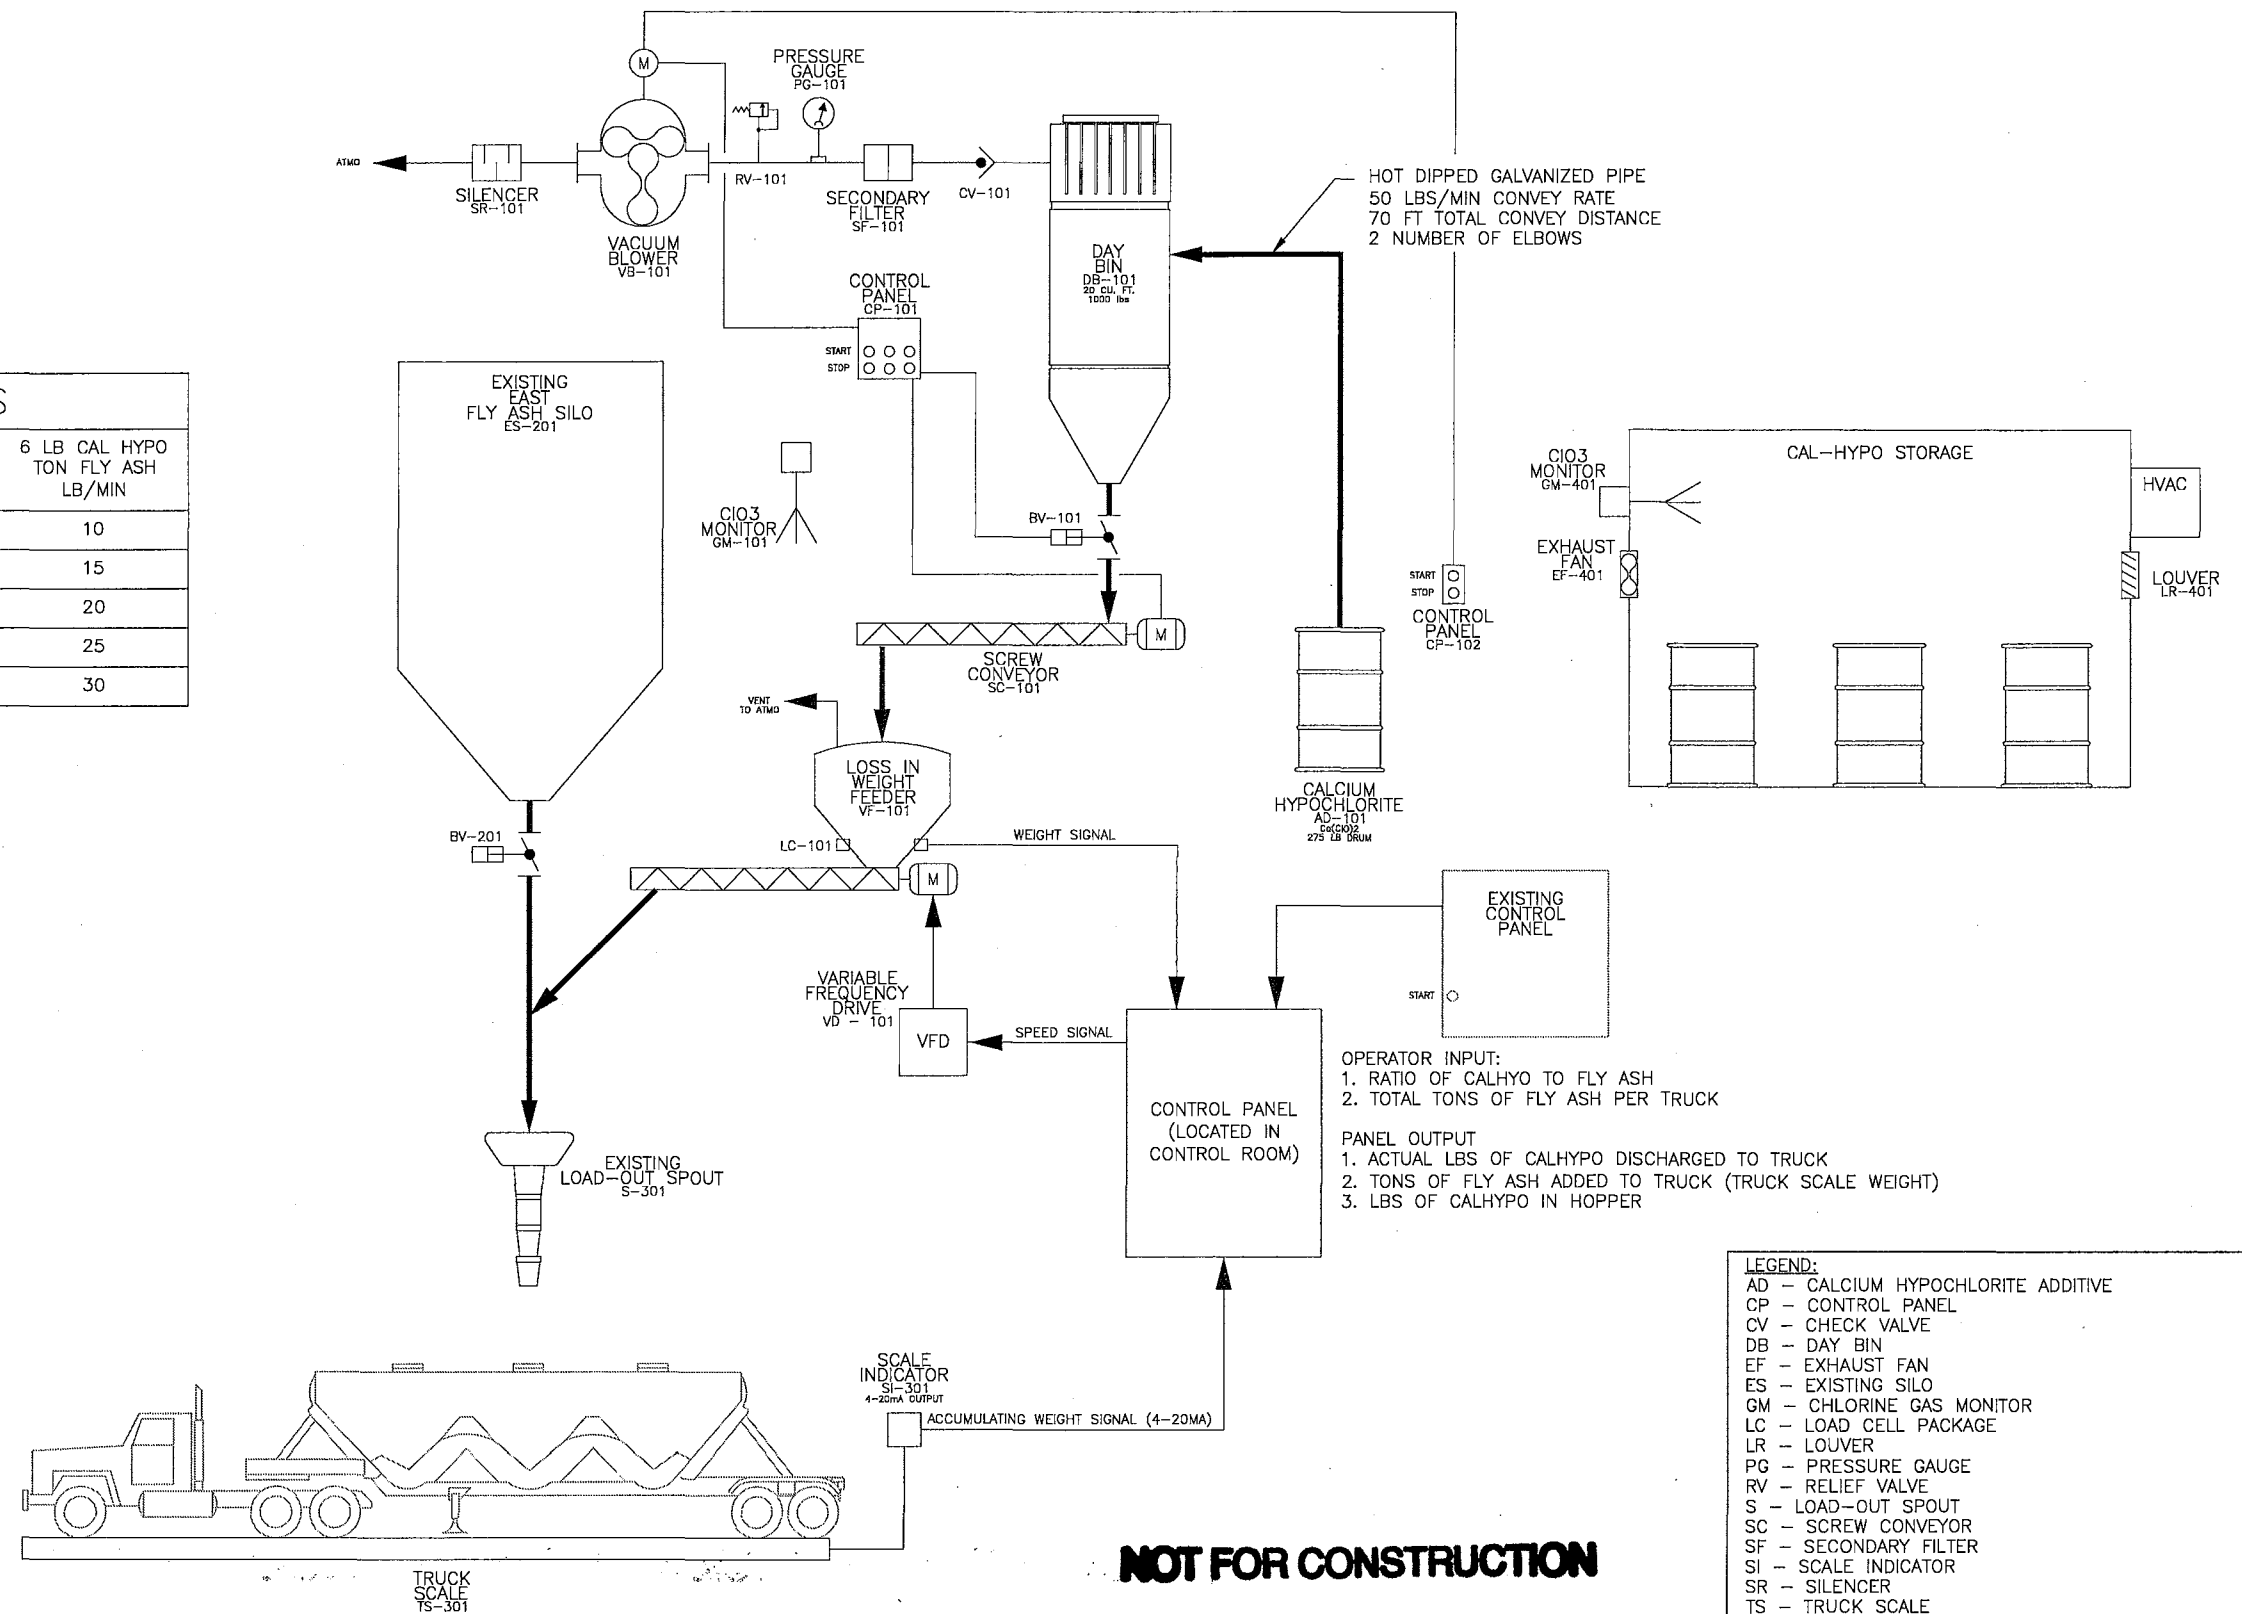 M
PRESSURE
GAUGE
PG-101
ATMO
SILENCER
SR-101
RV-101
SECONDARY
FILTER
SF-101
CV-101
VACUUM
BLOWER
VB-101
HOT DIPPED GALVANIZED PIPE
50 LBS/MIN CONVEY RATE
70 FT TOTAL CONVEY DISTANCE
2 NUMBER OF ELBOWS
DAY
BIN
DB-101
20 CU. FT.
1000 lbs
CONTROL
PANEL
CP-101
START
STOP
S
6 LB CAL HYPO
TON FLY ASH
LB/MIN
10
15
20
25
30
EXISTING
EAST
FLY ASH SILO
ES-201
ClO3
MONITOR
GM-101
BV-101
M
SCREW
CONVEYOR
SC-101
START
STOP
CONTROL
PANEL
CP-102
CAL-HYPO STORAGE
ClO3
MONITOR
GM-401
EXHAUST
FAN
EF-401
HVAC
LOUVER
LR-401
VENT
TO ATMO
LOSS IN
WEIGHT
FEEDER
VF-101
LC-101
WEIGHT SIGNAL
CALCIUM
HYPOCHLORITE
AD-101
Ca(ClO)2
275 LB DRUM
BV-201
M
EXISTING
CONTROL
PANEL
START
VARIABLE
FREQUENCY
DRIVE
VD - 101
VFD
SPEED SIGNAL
CONTROL PANEL
(LOCATED IN
CONTROL ROOM)
OPERATOR INPUT:
1. RATIO OF CALHYO TO FLY ASH
2. TOTAL TONS OF FLY ASH PER TRUCK
PANEL OUTPUT
1. ACTUAL LBS OF CALHYPO DISCHARGED TO TRUCK
2. TONS OF FLY ASH ADDED TO TRUCK (TRUCK SCALE WEIGHT)
3. LBS OF CALHYPO IN HOPPER
EXISTING
LOAD-OUT SPOUT
S-301
SCALE
INDICATOR
SI-301
4-20mA OUTPUT
ACCUMULATING WEIGHT SIGNAL (4-20MA)
TRUCK
SCALE
TS-301
NOT FOR CONSTRUCTION
LEGEND:
AD - CALCIUM HYPOCHLORITE ADDITIVE
CP - CONTROL PANEL
CV - CHECK VALVE
DB - DAY BIN
EF - EXHAUST FAN
ES - EXISTING SILO
GM - CHLORINE GAS MONITOR
LC - LOAD CELL PACKAGE
LR - LOUVER
PG - PRESSURE GAUGE
RV - RELIEF VALVE
S - LOAD-OUT SPOUT
SC - SCREW CONVEYOR
SF - SECONDARY FILTER
SI - SCALE INDICATOR
SR - SILENCER
TS - TRUCK SCALE